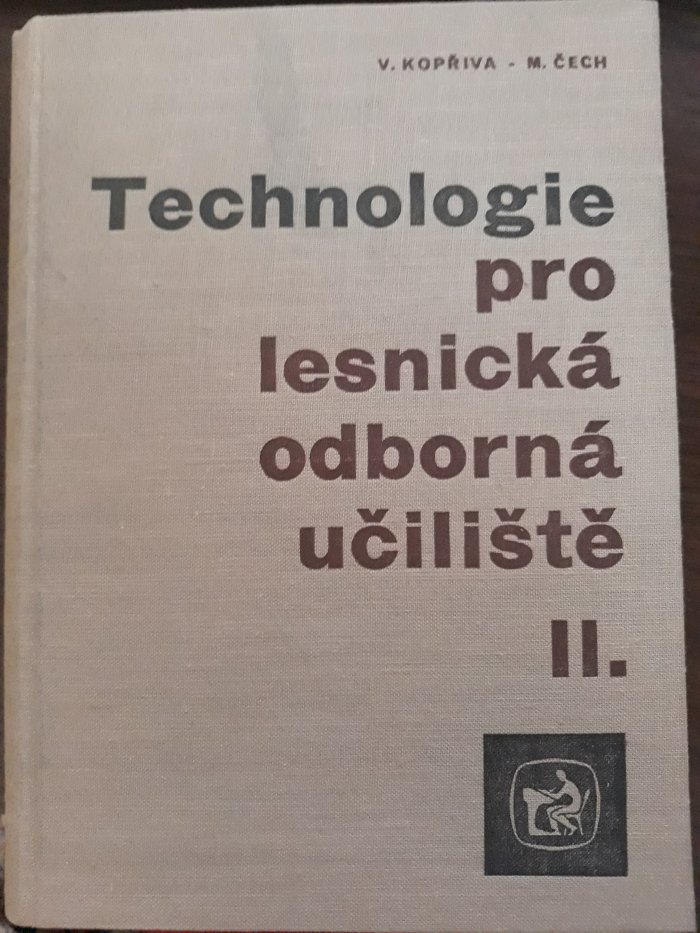 V. KOPŘIVA - M. ČECH
Technologie
pro
lesnická
odborná
učiliště
II.